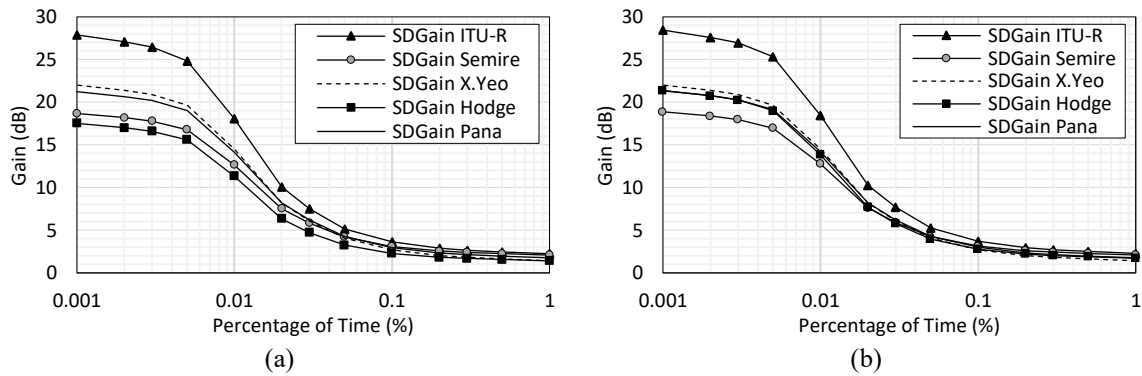 30
25
20
15
10
5
0
Gain (dB)
SDGain ITU-R
SDGain Semire
SDGain X.Yeo
SDGain Hodge
SDGain Pana
0.001 0.01 0.1 1
Percentage of Time (%)
(a)
30
25
20
15
10
5
0
Gain (dB)
SDGain ITU-R
SDGain Semire
SDGain X.Yeo
SDGain Hodge
SDGain Pana
0.001 0.01 0.1 1
Percentage of Time (%)
(b)